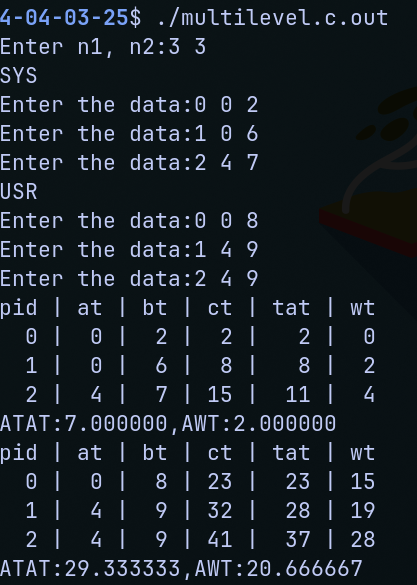 4-04-03-25$ ./multilevel.c.out
Enter n1, n2:3 3
SYS
Enter the data:0 0 2
Enter the data:1 0 6
Enter the data:2 4 7
USR
Enter the data:0 0 8
Enter the data:1 4 9
Enter the data:2 4 9
pid | at | bt | ct | tat | wt
  0 |  0 |  2 |  2 |   2 |  0
  1 |  0 |  6 |  8 |   8 |  2
  2 |  4 |  7 | 15 |  11 |  4
ATAT:7.000000,AWT:2.000000
pid | at | bt | ct | tat | wt
  0 |  0 |  8 | 23 |  23 | 15
  1 |  4 |  9 | 32 |  28 | 19
  2 |  4 |  9 | 41 |  37 | 28
ATAT:29.333333,AWT:20.666667